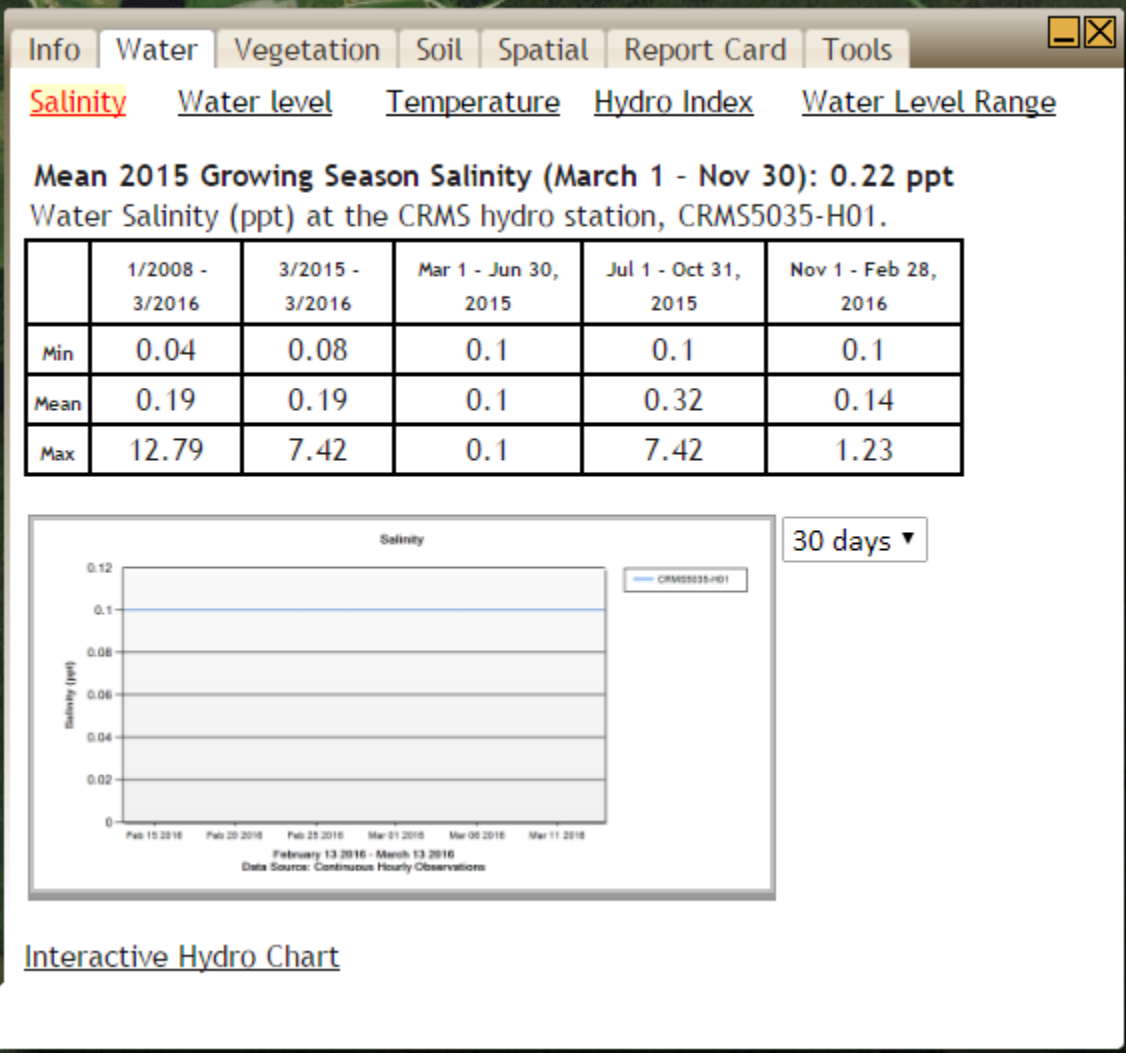 Info Water Vegetation Soil Spatial Report Card Tools
Salinity Water level Temperature Hydro Index Water Level Range
Mean 2015 Growing Season Salinity (March 1 - Nov 30): 0.22 ppt
Water Salinity (ppt) at the CRMS hydro station, CRMS5035-H01.
1/2008 - 3/2015 - Mar 1 - Jun 30, Jul 1 - Oct 31, Nov 1 - Feb 28,
3/2016 3/2016 2015 2015 2016
Min 0.04 0.08 0.1 0.1 0.1
Mean 0.19 0.19 0.1 0.32 0.14
Max 12.79 7.42 0.1 7.42 1.23
30 days
Salinity
CRMS5035-H01
Salinity (ppt)
0.12
0.1
0.08
0.06
0.04
0.02
0
Feb 15 2016 Feb 20 2016 Feb 25 2016 Mar 01 2016 Mar 06 2016 Mar 11 2016
February 13 2016 - March 13 2016
Data Source: Continuous Hourly Observations
Interactive Hydro Chart